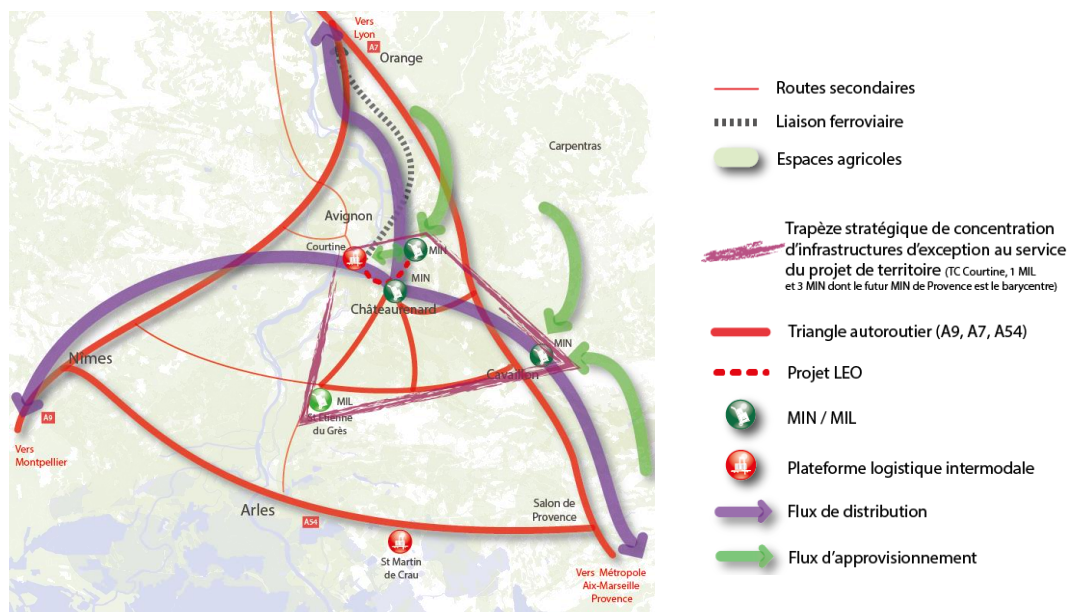 Vers
Lyon
A7
Orange
Carpentras
Avignon
Courtine
MIN
MIN
Châteaurenard
MIN
Cavaillon
Nîmes
A9
Vers
Montpellier
MIL
St Etienne
du Grès
Arles
A54
Salon de
Provence
St Martin
de Crau
Vers Métropole
Aix-Marseille
Provence
Routes secondaires
Liaison ferroviaire
Espaces agricoles
Trapèze stratégique de concentration
d'infrastructures d'exception au service
du projet de territoire (TC Courtine, 1 MIL
et 3 MIN dont le futur MIN de Provence est le barycentre)
Triangle autoroutier (A9, A7, A54)
Projet LEO
MIN / MIL
Plateforme logistique intermodale
Flux de distribution
Flux d'approvisionnement